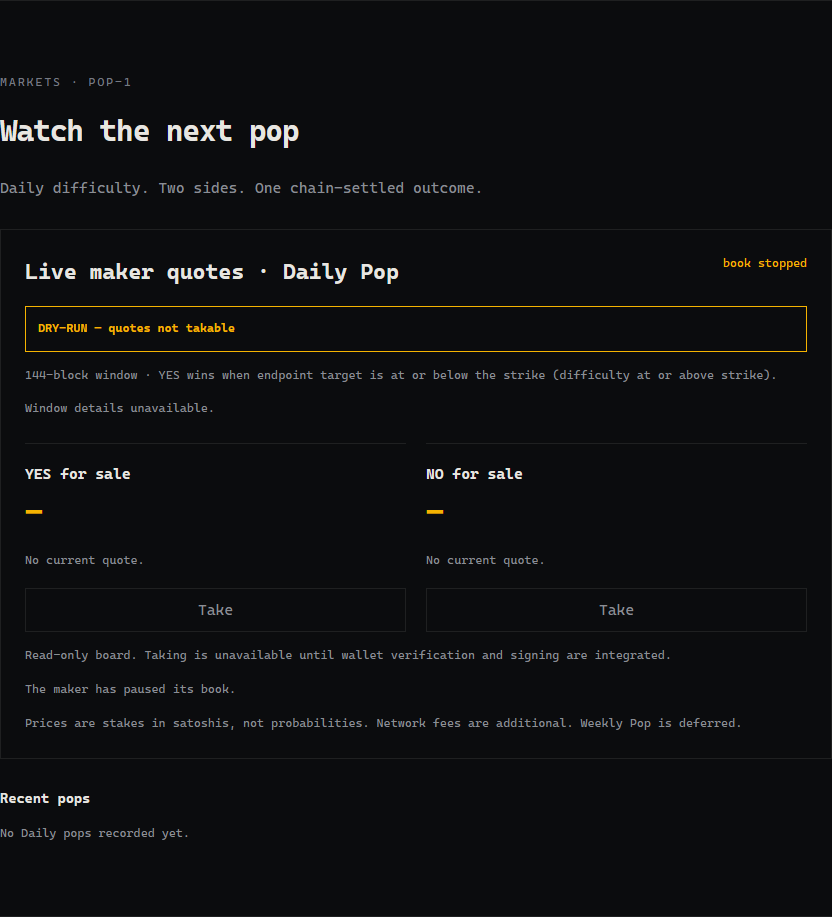 MARKETS · POP-1
Watch the next pop
Daily difficulty. Two sides. One chain-settled outcome.
Live maker quotes · Daily Pop
book stopped
DRY-RUN — quotes not takable
144-block window · YES wins when endpoint target is at or below the strike (difficulty at or above strike).
Window details unavailable.
YES for sale
—
No current quote.
Take
NO for sale
—
No current quote.
Take
Read-only board. Taking is unavailable until wallet verification and signing are integrated.
The maker has paused its book.
Prices are stakes in satoshis, not probabilities. Network fees are additional. Weekly Pop is deferred.
Recent pops
No Daily pops recorded yet.